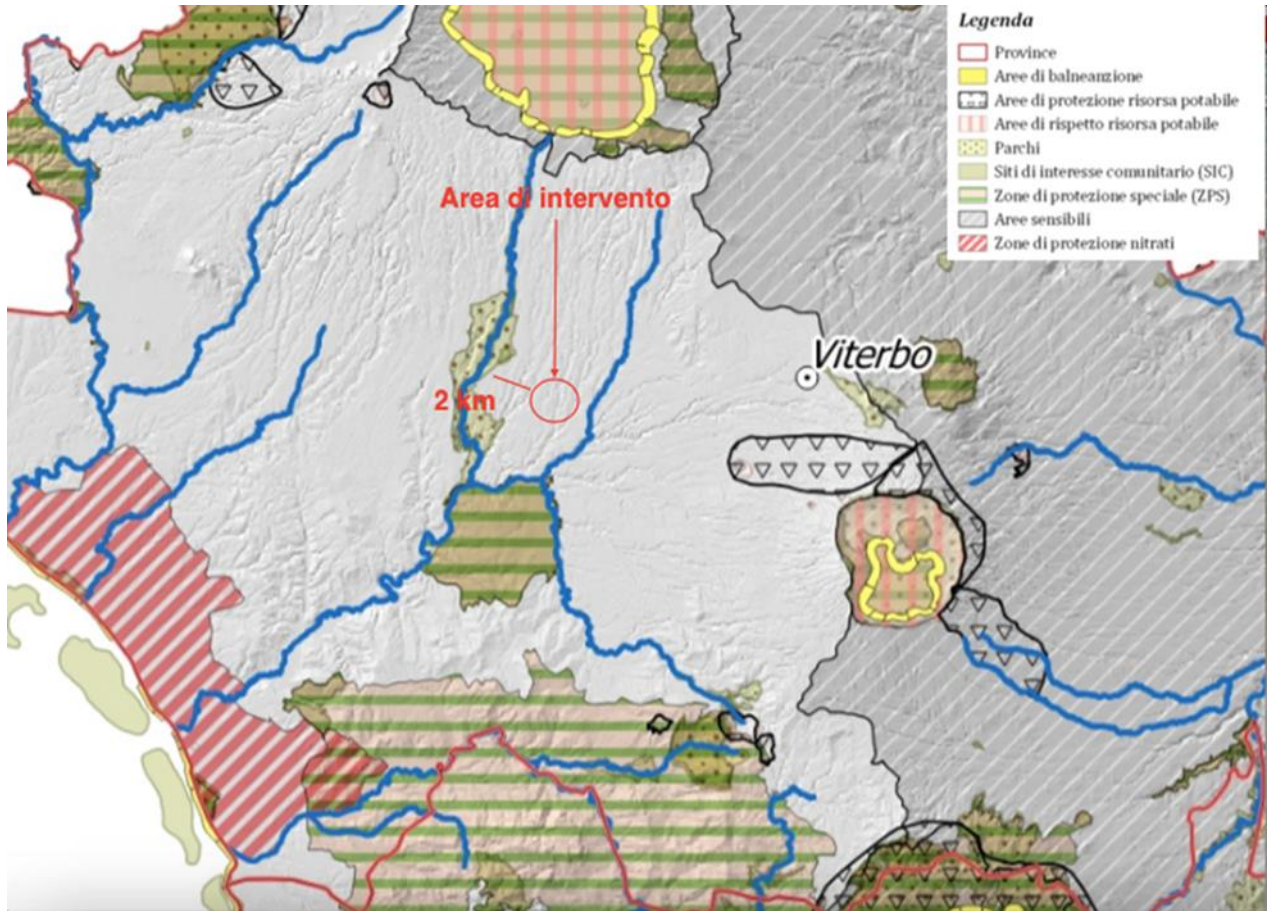 Legenda
Province
Aree di balneanzione
Aree di protezione risorsa potabile
Aree di rispetto risorsa potabile
Parchi
Siti di interesse comunitario (SIC)
Zone di protezione speciale (ZPS)
Aree sensibili
Zone di protezione nitrati
Area di intervento
Viterbo
2 km